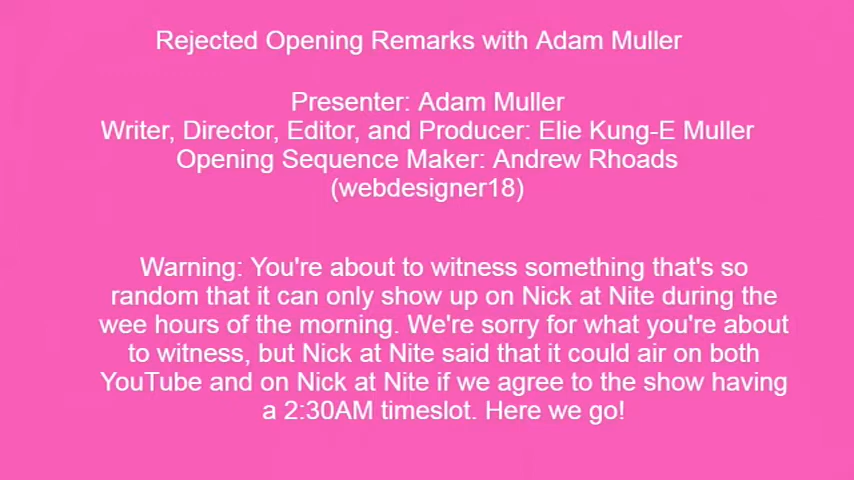 Rejected Opening Remarks with Adam Muller
Presenter: Adam Muller
Writer, Director, Editor, and Producer: Elie Kung-E Muller
Opening Sequence Maker: Andrew Rhoads
(webdesigner18)
Warning: You're about to witness something that's so
random that it can only show up on Nick at Nite during the
wee hours of the morning. We're sorry for what you're about
to witness, but Nick at Nite said that it could air on both
YouTube and on Nick at Nite if we agree to the show having
a 2:30AM timeslot. Here we go!